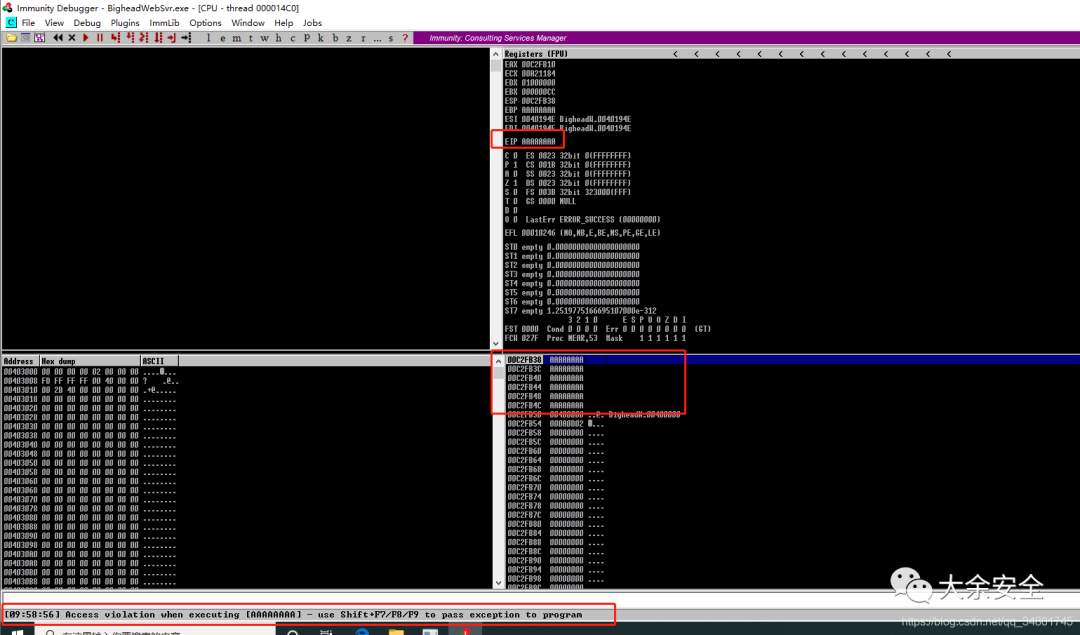 Immunity Debugger - BigheadWebSvr.exe - [CPU - thread 000014C0]
C File View Debug Plugins ImmLib Options Window Help Jobs
l e m t w h c P k b z r ... s ? Immunity: Consulting Services Manager
Registers (FPU) < < < < < < < < < < < < < <
EAX 00C2FB10
ECX 00A21184
EDX 01000000
EBX 000000CC
ESP 00C2FB38
EBP AAAAAAAA
ESI 0040194E BigheadW.0040194E
EDI 0040194E BigheadW.0040194E
EIP AAAAAAAA
C 0 ES 0023 32bit 0(FFFFFFFF)
P 1 CS 001B 32bit 0(FFFFFFFF)
A 0 SS 0023 32bit 0(FFFFFFFF)
Z 1 DS 0023 32bit 0(FFFFFFFF)
S 0 FS 003B 32bit 323000(FFF)
T 0 GS 0000 NULL
D 0
O 0 LastErr ERROR_SUCCESS (00000000)
EFL 00010246 (NO,NB,E,BE,NS,PE,GE,LE)
ST0 empty 0.0000000000000000000
ST1 empty 0.0000000000000000000
ST2 empty 0.0000000000000000000
ST3 empty 0.0000000000000000000
ST4 empty 0.0000000000000000000
ST5 empty 0.0000000000000000000
ST6 empty 0.0000000000000000000
ST7 empty 1.2519775166695107000e-312
3 2 1 0 E S P U O Z D I
FST 0000 Cond 0 0 0 0 Err 0 0 0 0 0 0 0 0 (GT)
FCW 027F Prec NEAR,53 Mask 1 1 1 1 1 1
Address Hex dump ASCII
00403000 00 00 00 00 02 00 00 00
00403008 FD FF FF FF 00 40 00 00
00403010 00 28 40 00 00 00 00 00 .+@.....
00403018 00 00 00 00 00 00 00 00 ........
00403020 00 00 00 00 00 00 00 00 ........
00403028 00 00 00 00 00 00 00 00 ........
00403030 00 00 00 00 00 00 00 00 ........
00403038 00 00 00 00 00 00 00 00 ........
00403040 00 00 00 00 00 00 00 00 ........
00403048 00 00 00 00 00 00 00 00 ........
00403050 00 00 00 00 00 00 00 00 ........
00403058 00 00 00 00 00 00 00 00 ........
00403060 00 00 00 00 00 00 00 00 ........
00403068 00 00 00 00 00 00 00 00 ........
00403070 00 00 00 00 00 00 00 00 ........
00403078 00 00 00 00 00 00 00 00 ........
00403080 00 00 00 00 00 00 00 00 ........
00403088 00 00 00 00 00 00 00 00 ........
00403090 00 00 00 00 00 00 00 00 ........
00403098 00 00 00 00 00 00 00 00 ........
004030A0 00 00 00 00 00 00 00 00 ........
004030A8 00 00 00 00 00 00 00 00 ........
004030B0 00 00 00 00 00 00 00 00 ........
004030B8 00 00 00 00 00 00 00 00 ........
00C2FB38 AAAAAAAA
00C2FB3C AAAAAAAA
00C2FB40 AAAAAAAA
00C2FB44 AAAAAAAA
00C2FB48 AAAAAAAA
00C2FB4C AAAAAAAA
00C2FB50 00400000 ..@. BigheadW.00400000
00C2FB54
00C2FB58 00000000 ....
00C2FB5C 00000000 ....
00C2FB60 00000000 ....
00C2FB64 00000000 ....
00C2FB68 00000000 ....
00C2FB6C 00000000 ....
00C2FB70 00000000 ....
00C2FB74 00000000 ....
00C2FB78 00000000 ....
00C2FB7C 00000000 ....
00C2FB80 00000000 ....
00C2FB84 00000000 ....
00C2FB88 00000000 ....
00C2FB8C 00000000 ....
00C2FB90 00000000 ....
00C2FB94 00000000 ....
00C2FB98 00000000 ....
大余安全
[09:58:56] Access violation when executing [AAAAAAAA] - use Shift+F7/F8/F9 to pass exception to program
https://blog.csdn.net/qq_34801745